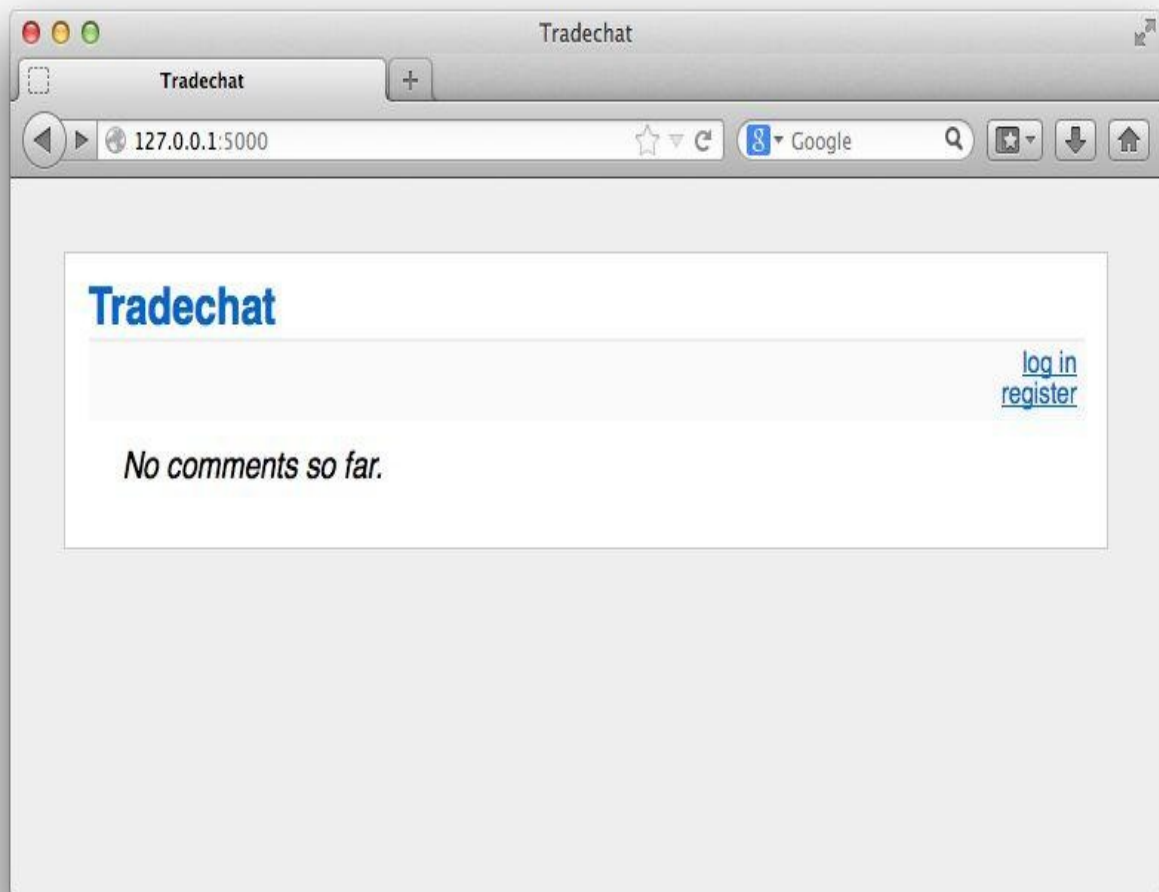 Tradechat
Tradechat
127.0.0.1:5000
Google
Tradechat
log in
register
No comments so far.